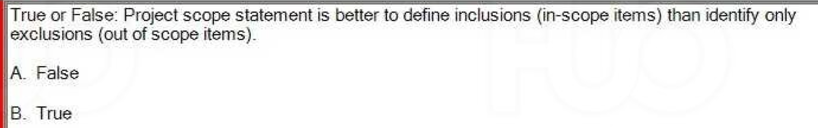 True or False: Project scope statement is better to define inclusions (in-scope items) than identify only
exclusions (out of scope items).
A. False
B. True